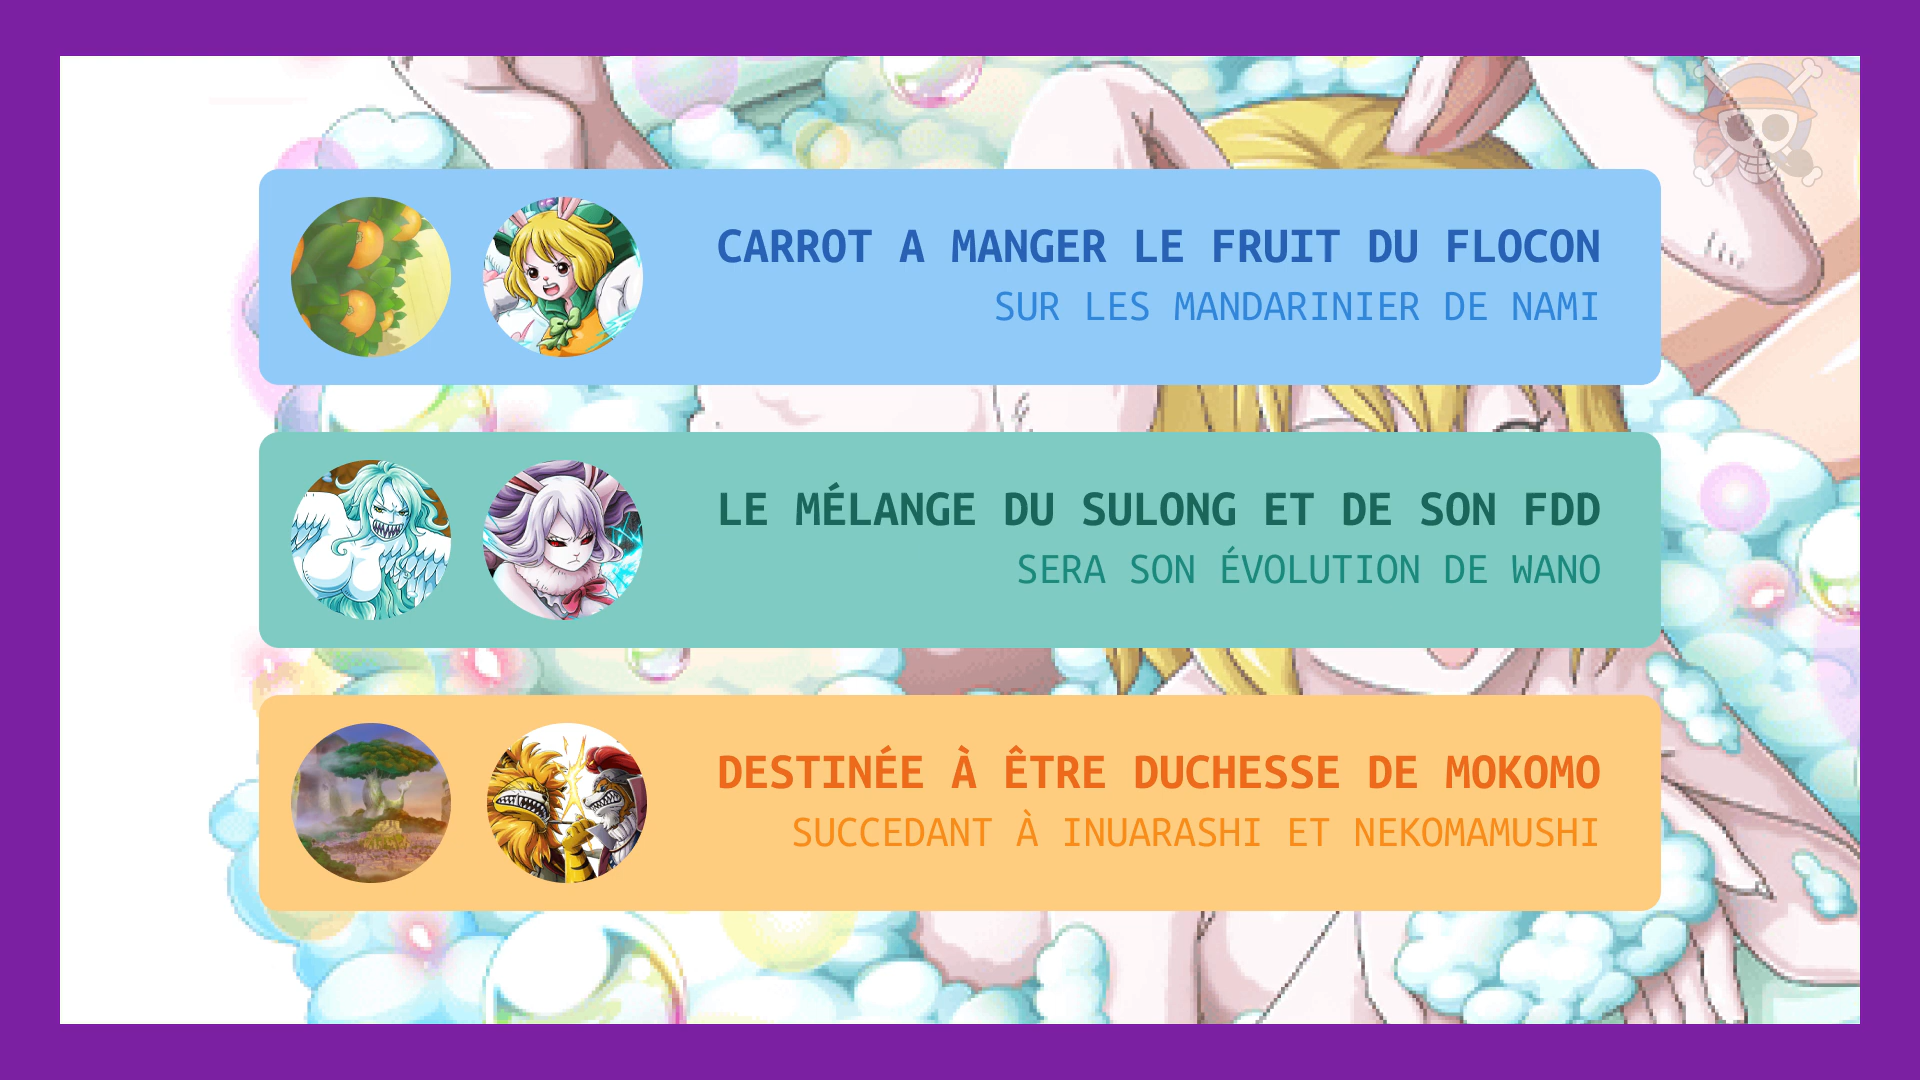 CARROT A MANGER LE FRUIT DU FLOCON
SUR LES MANDARINIER DE NAMI
LE MÉLANGE DU SULONG ET DE SON FDD
SERA SON ÉVOLUTION DE WANO
DESTINÉE À ÊTRE DUCHESSE DE MOKOMO
SUCCEDANT À INUARASHI ET NEKOMAMUSHI